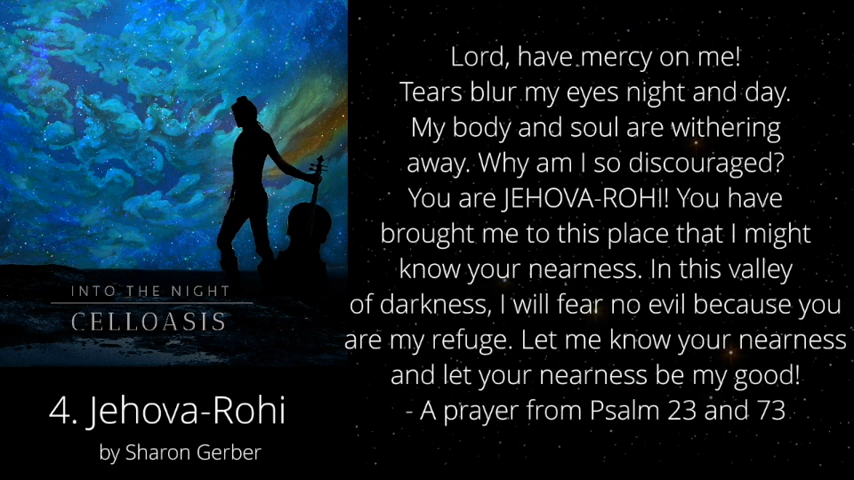 INTO THE NIGHT
CELLOASIS
4. Jehova-Rohi
by Sharon Gerber
Lord, have mercy on me!
Tears blur my eyes night and day.
My body and soul are withering
away. Why am I so discouraged?
You are JEHOVA-ROHI! You have
brought me to this place that I might
know your nearness. In this valley
of darkness, I will fear no evil because you
are my refuge. Let me know your nearness
and let your nearness be my good!
- A prayer from Psalm 23 and 73